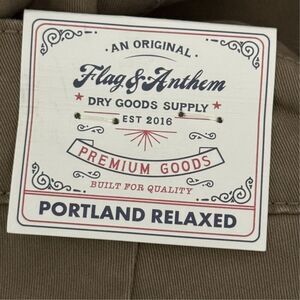 AN ORIGINAL
Flag & Anthem
DRY GOODS SUPPLY
EST 2016
PREMIUM GOODS
BUILT FOR QUALITY
PORTLAND RELAXED